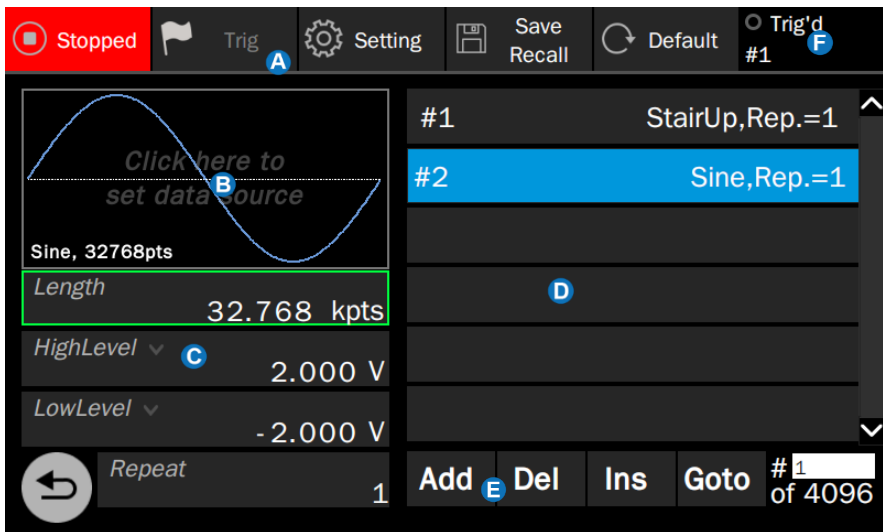 Stopped
Trig
A
Setting
Save
Recall
Default
Trig'd
#1
F
Click here to
set data source
B
Sine, 32768pts
Length
32.768 kpts
HighLevel
C
2.000 V
LowLevel
-2.000 V
Repeat
1
#1 StairUp,Rep.=1
#2 Sine,Rep.=1
D
Add
E
Del
Ins
Goto
# 1
of 4096